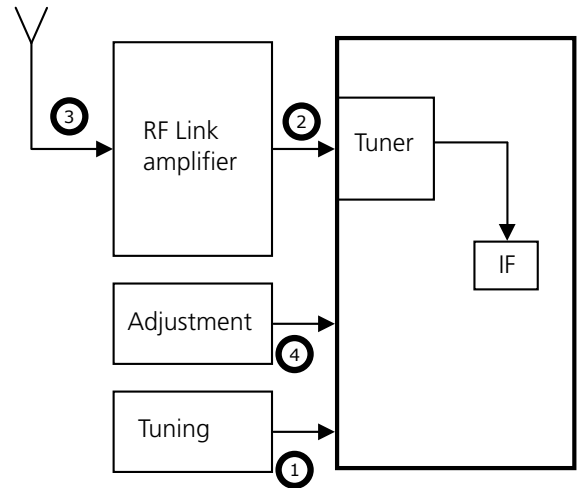 3
RF Link
amplifier
2
Tuner
IF
Adjustment
4
Tuning
1